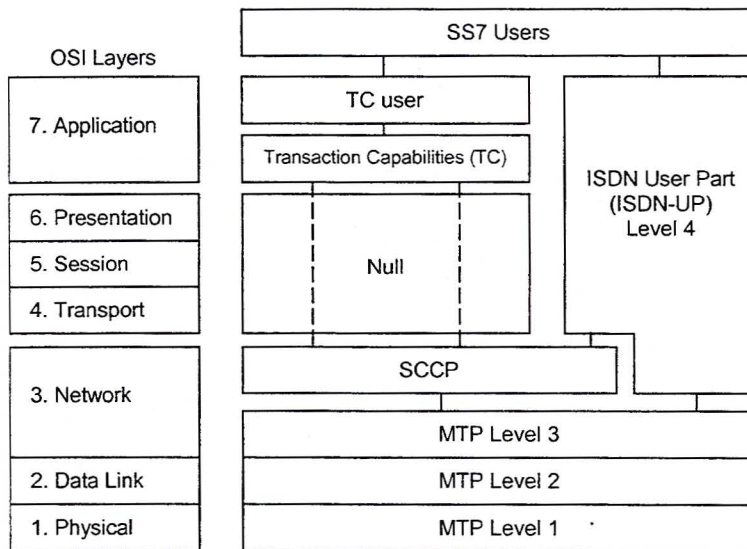 SS7 Users
OSI Layers
7. Application
TC user
Transaction Capabilities (TC)
ISDN User Part
(ISDN-UP)
Level 4
6. Presentation
5. Session
4. Transport
Null
3. Network
SCCP
MTP Level 3
2. Data Link
MTP Level 2
1. Physical
MTP Level 1